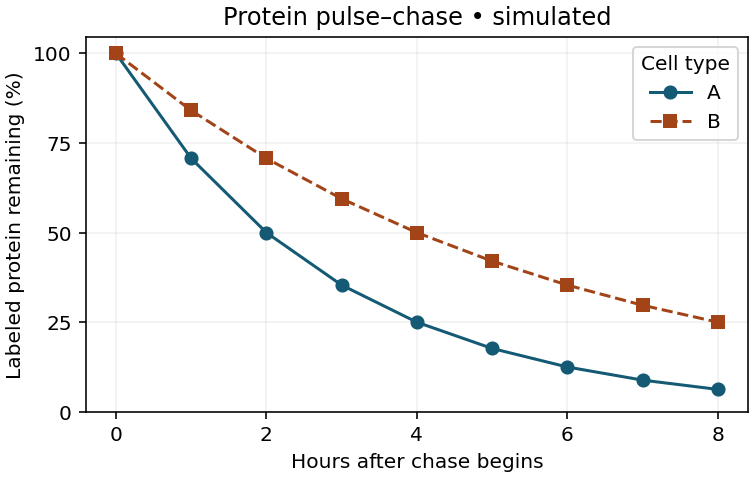 Protein pulse–chase • simulated
Labeled protein remaining (%)
100
75
50
25
0
Cell type
A
B
0 2 4 6 8
Hours after chase begins